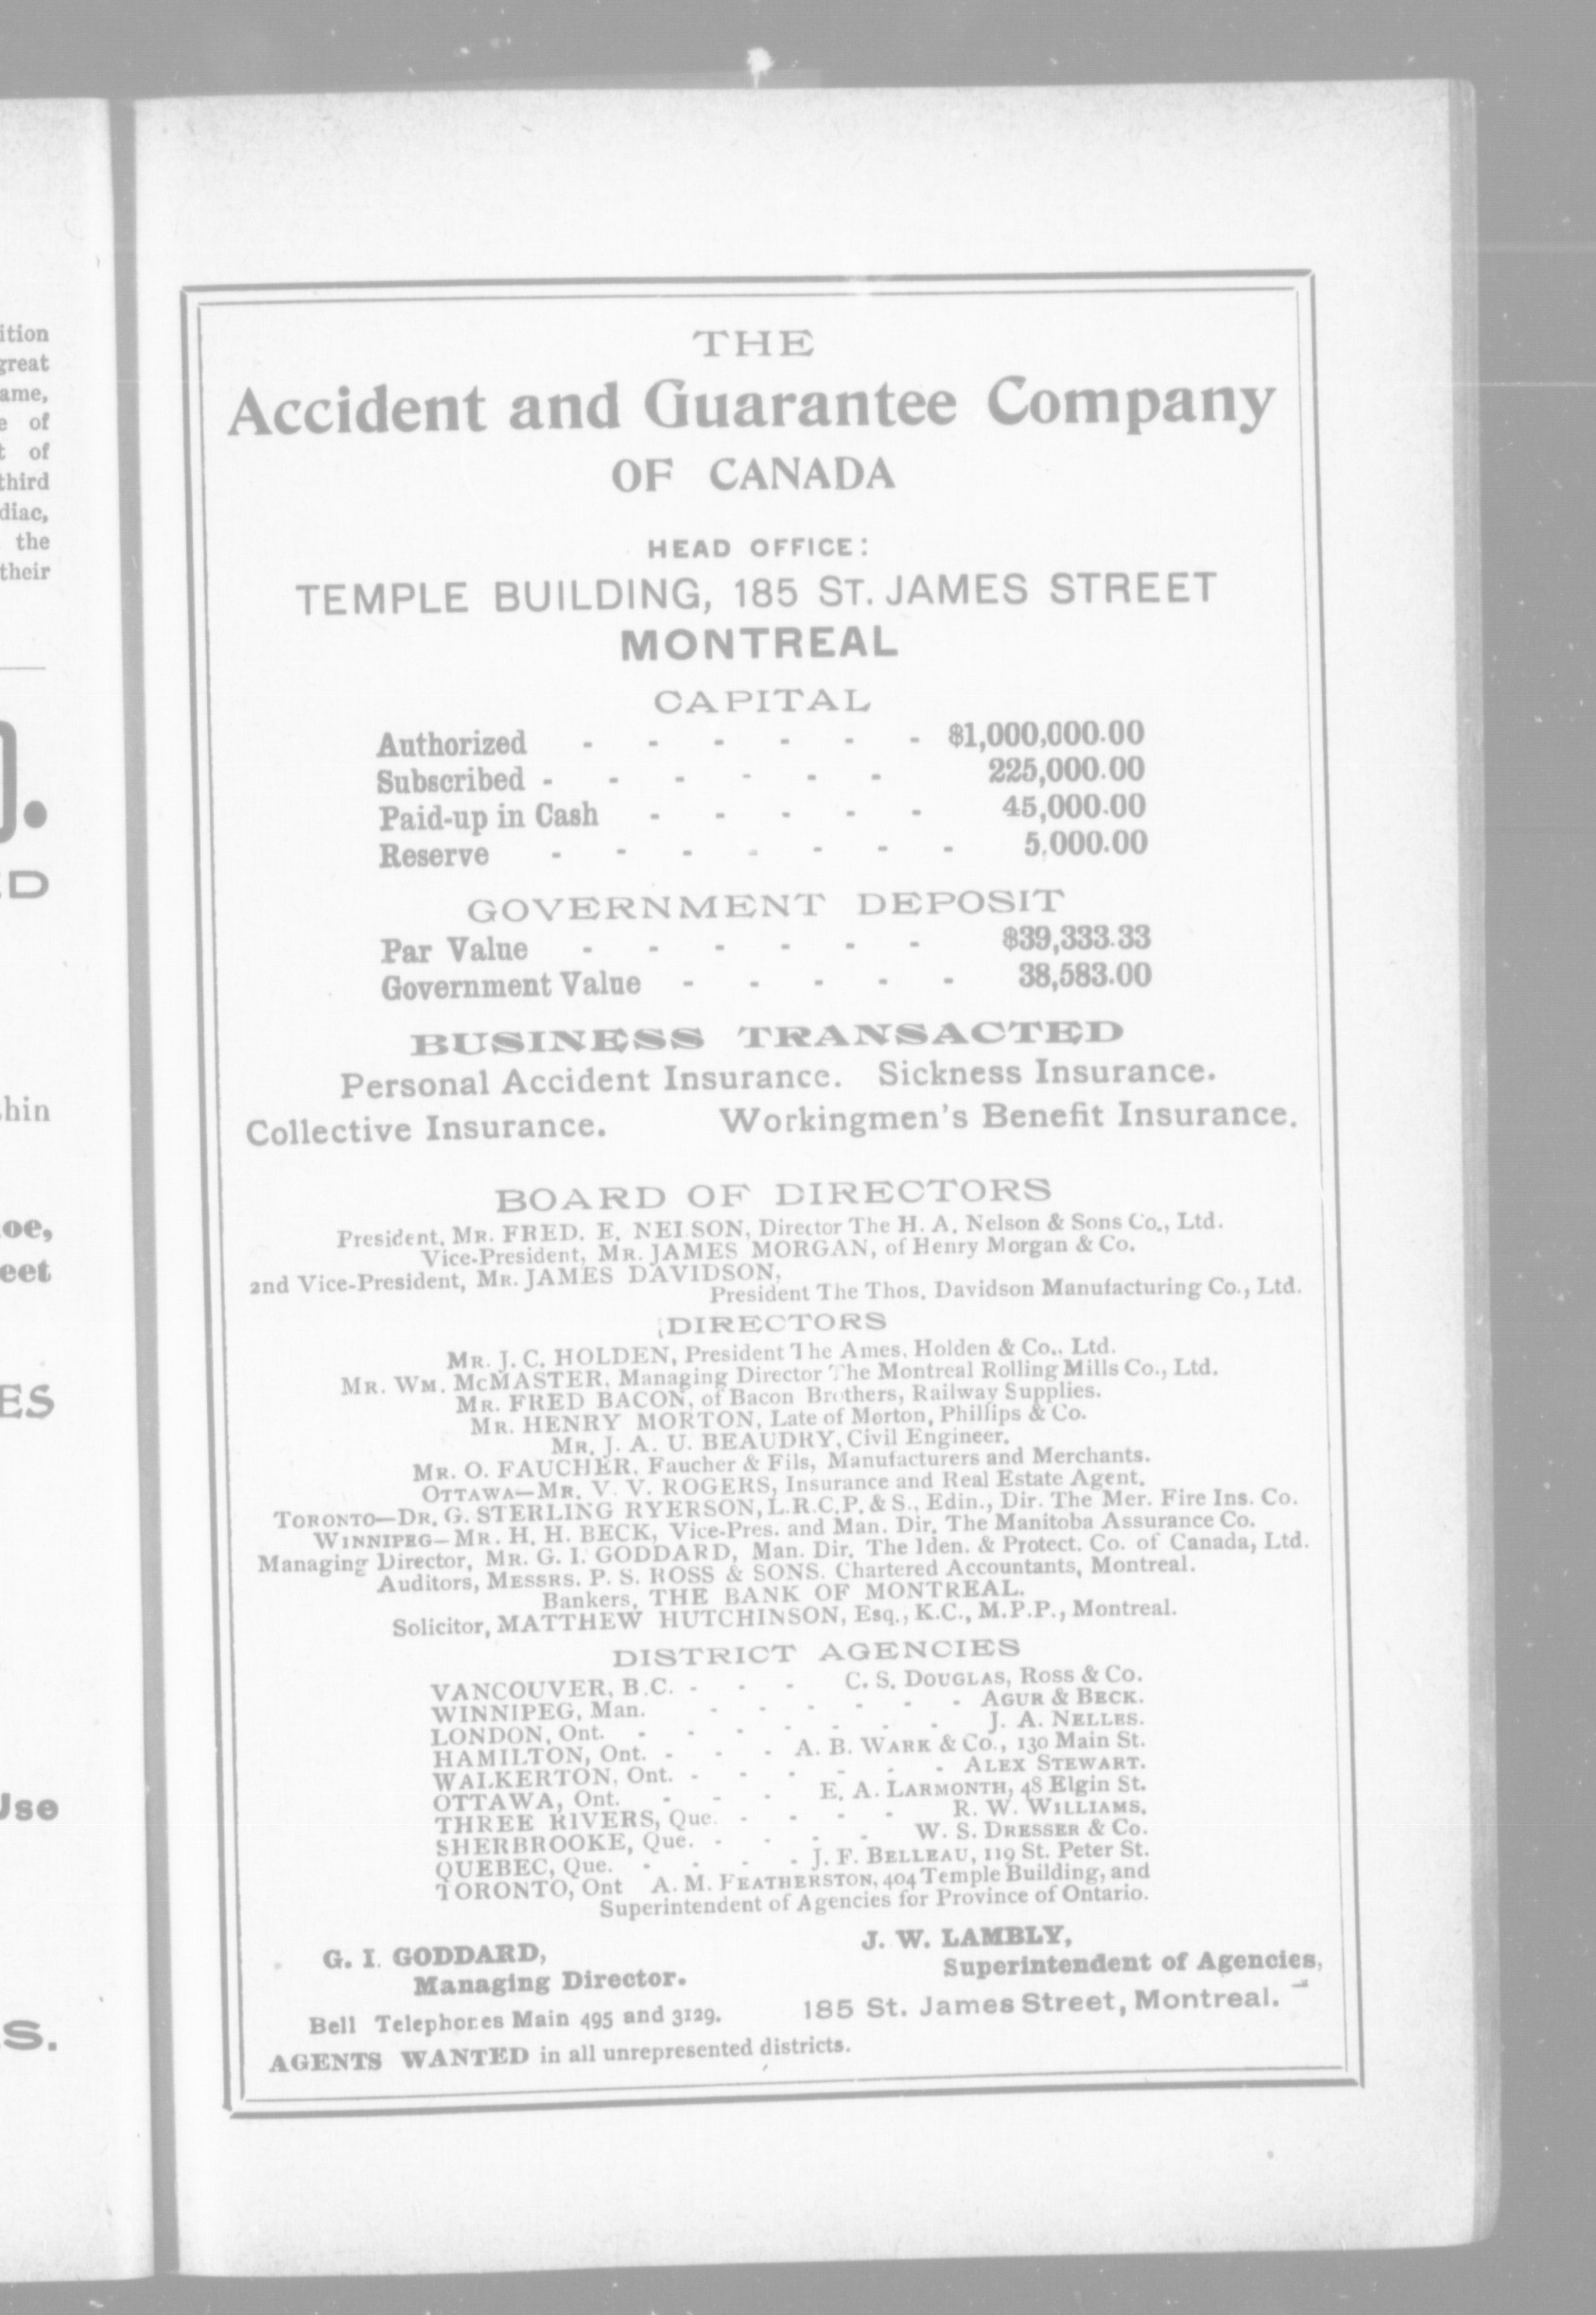 ition
great
ame,
e of
t of
third
diac,
the
their
D
hin
oe,
eet
ES
Use
S.
THE
Accident and Guarantee Company
OF CANADA
HEAD OFFICE:
TEMPLE BUILDING, 185 ST. JAMES STREET
MONTREAL
CAPITAL
Authorized - - - - - - $1,000,000.00
Subscribed - - - - - - 225,000.00
Paid-up in Cash - - - - - 45,000.00
Reserve - - - - - - - 5,000.00
GOVERNMENT DEPOSIT
Par Value - - - - - - $39,333.33
Government Value - - - - - 38,583.00
BUSINESS TRANSACTED
Personal Accident Insurance. Sickness Insurance.
Collective Insurance. Workingmen's Benefit Insurance.
BOARD OF DIRECTORS
President, MR. FRED. E. NELSON, Director The H. A. Nelson & Sons Co., Ltd.
Vice-President, MR. JAMES MORGAN, of Henry Morgan & Co.
2nd Vice-President, MR. JAMES DAVIDSON,
President The Thos. Davidson Manufacturing Co., Ltd.
DIRECTORS
MR. J. C. HOLDEN, President The Ames, Holden & Co., Ltd.
MR. WM. McMASTER, Managing Director The Montreal Rolling Mills Co., Ltd.
MR. FRED BACON, of Bacon Brothers, Railway Supplies.
MR. HENRY MORTON, Late of Morton, Phillips & Co.
MR. J. A. U. BEAUDRY, Civil Engineer.
MR. O. FAUCHER, Faucher & Fils, Manufacturers and Merchants.
OTTAWA—MR. V. V. ROGERS, Insurance and Real Estate Agent.
TORONTO—DR. G. STERLING RYERSON, L.R.C.P. & S., Edin., Dir. The Mer. Fire Ins. Co.
WINNIPEG—MR. H. H. BECK, Vice-Pres. and Man. Dir. The Manitoba Assurance Co.
Managing Director, MR. G. I. GODDARD, Man. Dir. The Iden. & Protect. Co. of Canada, Ltd.
Auditors, MESSRS. P. S. ROSS & SONS, Chartered Accountants, Montreal.
Bankers, THE BANK OF MONTREAL.
Solicitor, MATTHEW HUTCHINSON, Esq., K.C., M.P.P., Montreal.
DISTRICT AGENCIES
VANCOUVER, B.C. - - - C. S. DOUGLAS, ROSS & CO.
WINNIPEG, Man. - - - - - AGUR & BECK.
LONDON, Ont. - - - - - - J. A. NELLES.
HAMILTON, Ont. - - - A. B. WARK & CO., 130 Main St.
WALKERTON, Ont. - - - - - ALEX STEWART.
OTTAWA, Ont. - - - E. A. LARMONTH, 48 Elgin St.
THREE RIVERS, Que. - - - - R. W. WILLIAMS.
SHERBROOKE, Que. - - - - W. S. DRESSER & CO.
QUEBEC, Que. - - - - J. F. BELLEAU, 119 St. Peter St.
TORONTO, Ont A. M. FEATHERSTON, 404 Temple Building, and
Superintendent of Agencies for Province of Ontario.
G. I. GODDARD,
Managing Director.
Bell Telephones Main 495 and 3129.
J. W. LAMBLY,
Superintendent of Agencies,
185 St. James Street, Montreal.
AGENTS WANTED in all unrepresented districts.